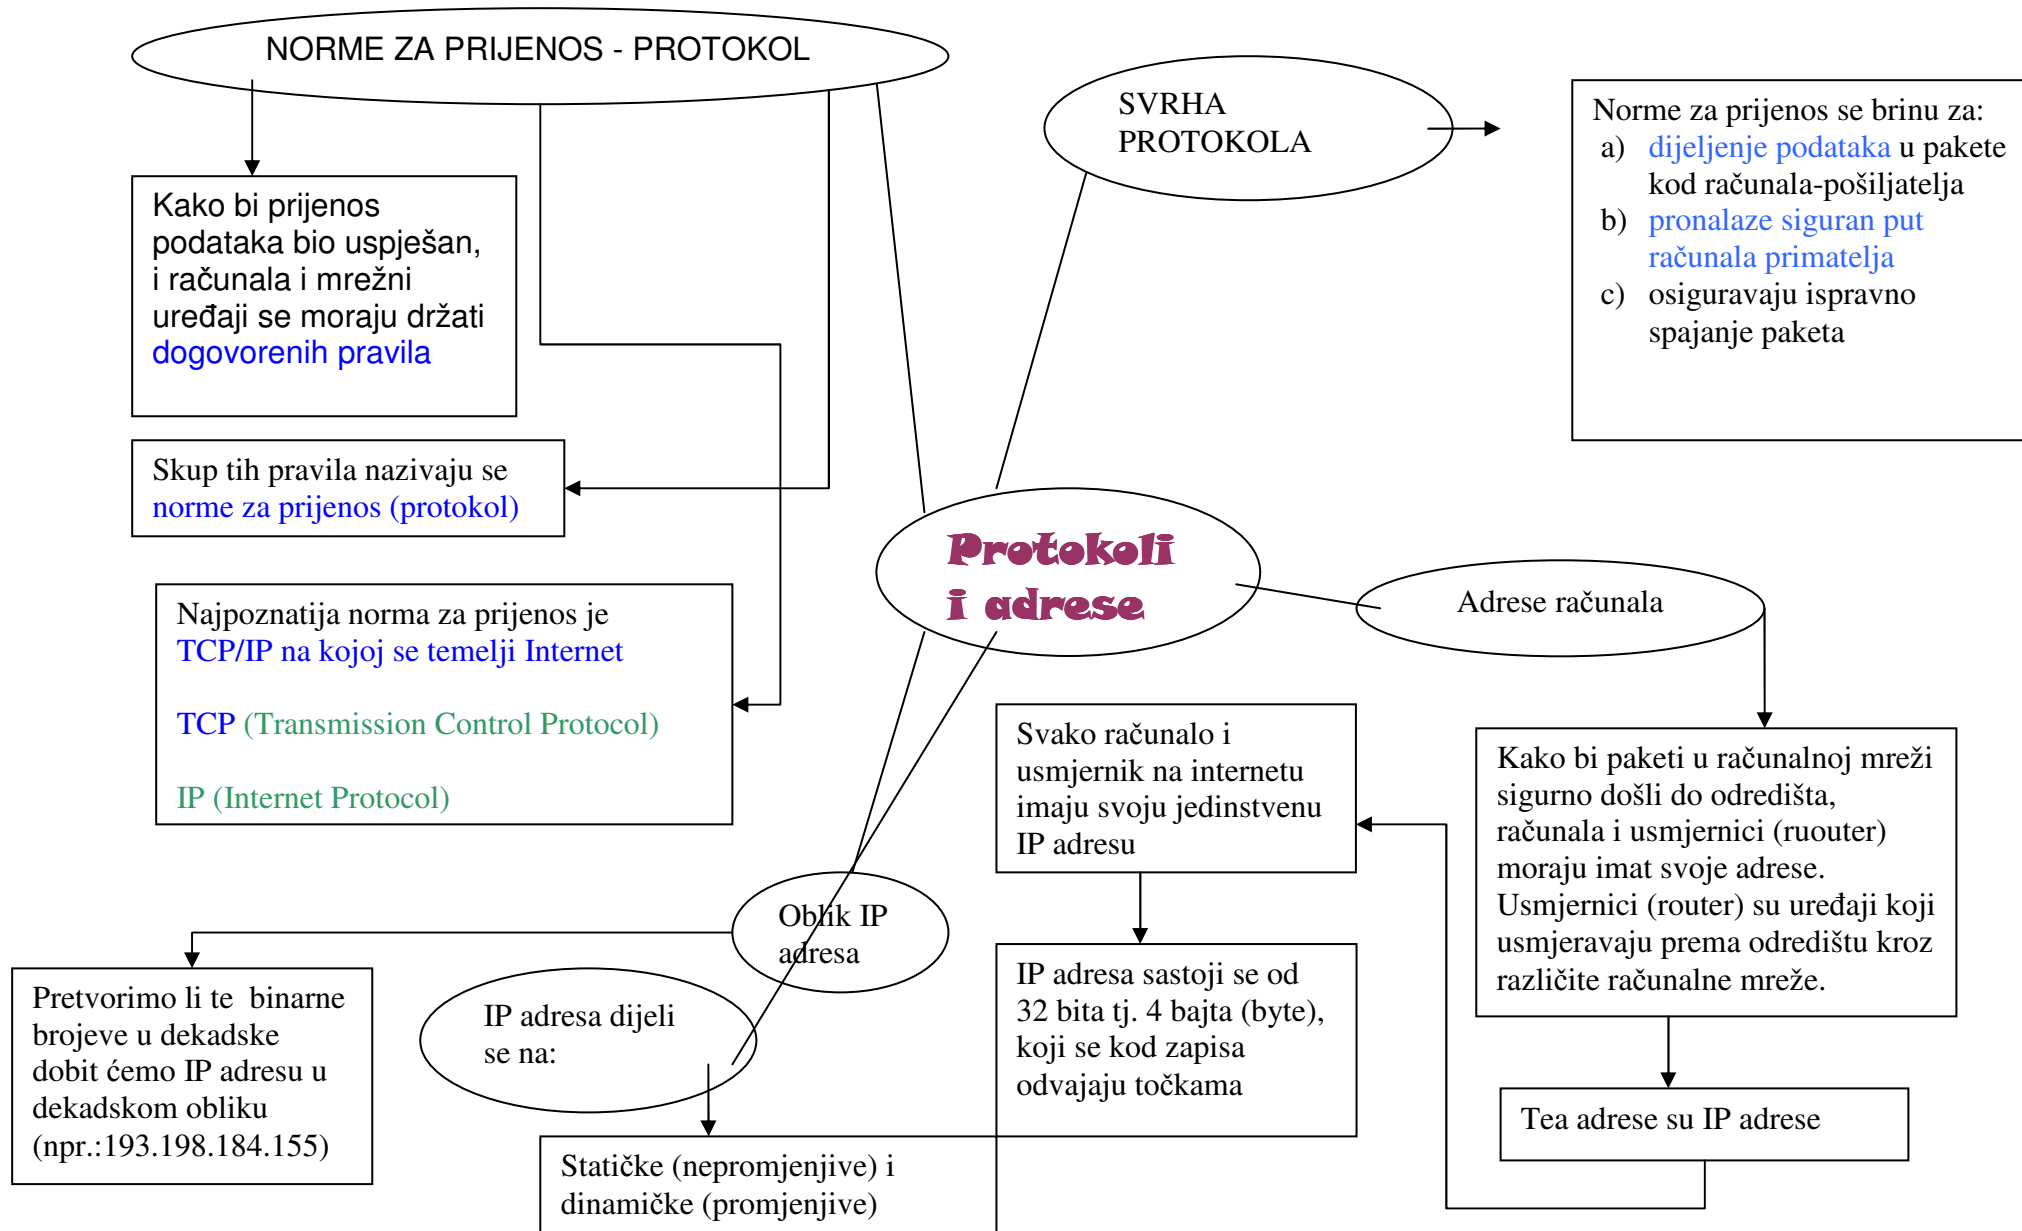 NORME ZA PRIJENOS - PROTOKOL
Kako bi prijenos
podataka bio uspješan,
i računala i mrežni
uređaji se moraju držati
dogovorenih pravila
Skup tih pravila nazivaju se
norme za prijenos (protokol)
Najpoznatija norma za prijenos je
TCP/IP na kojoj se temelji Internet
TCP (Transmission Control Protocol)
IP (Internet Protocol)
SVRHA
PROTOKOLA
Norme za prijenos se brinu za:
a) dijeljenje podataka u pakete
kod računala-pošiljatelja
b) pronalaze siguran put
računala primatelja
c) osiguravaju ispravno
spajanje paketa
Protokoli
i adrese
Adrese računala
Kako bi paketi u računalnoj mreži
sigurno došli do odredišta,
računala i usmjernici (ruouter)
moraju imat svoje adrese.
Usmjernici (router) su uređaji koji
usmjeravaju prema odredištu kroz
različite računalne mreže.
Tea adrese su IP adrese
Svako računalo i
usmjernik na internetu
imaju svoju jedinstvenu
IP adresu
IP adresa sastoji se od
32 bita tj. 4 bajta (byte),
koji se kod zapisa
odvajaju točkama
Oblik IP
adresa
Pretvorimo li te  binarne
brojeve u dekadske
dobit ćemo IP adresu u
dekadskom obliku
(npr.:193.198.184.155)
IP adresa dijeli
se na:
Statičke (nepromjenjive) i
dinamičke (promjenjive)